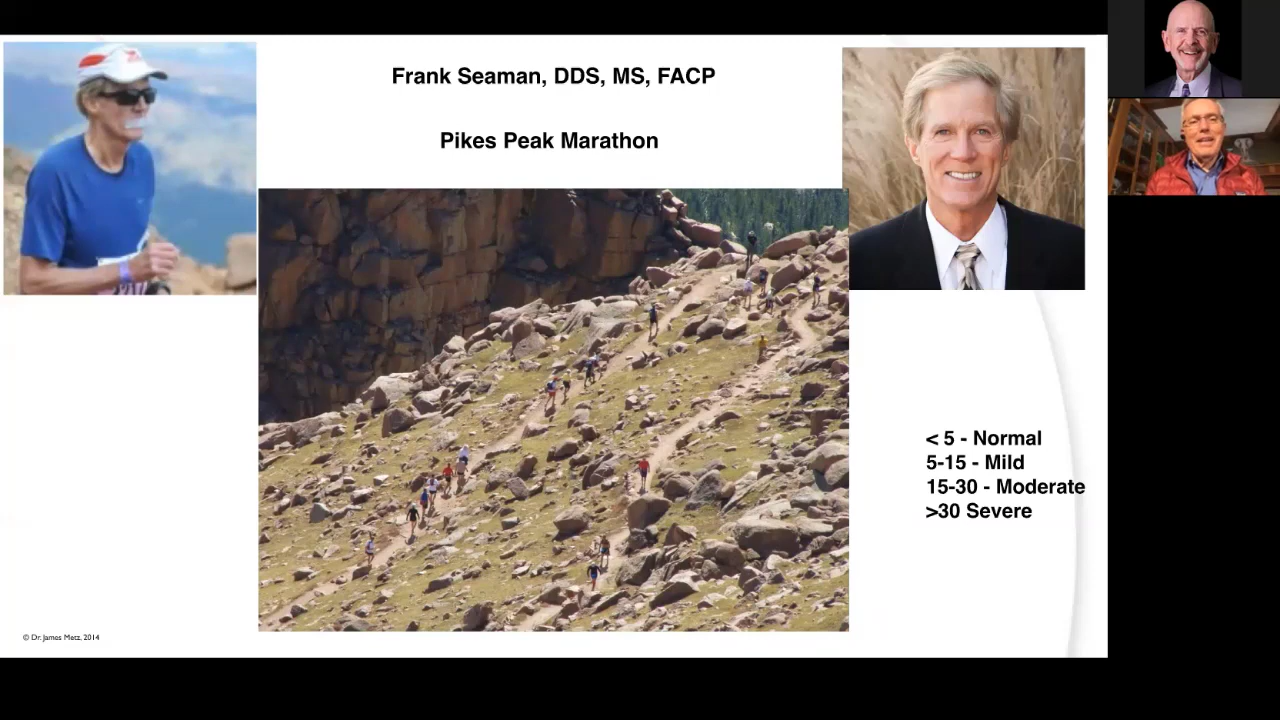 Frank Seaman, DDS, MS, FACP
Pikes Peak Marathon
< 5 - Normal
5-15 - Mild
15-30 - Moderate
>30 Severe
© Dr. James Metz, 2014